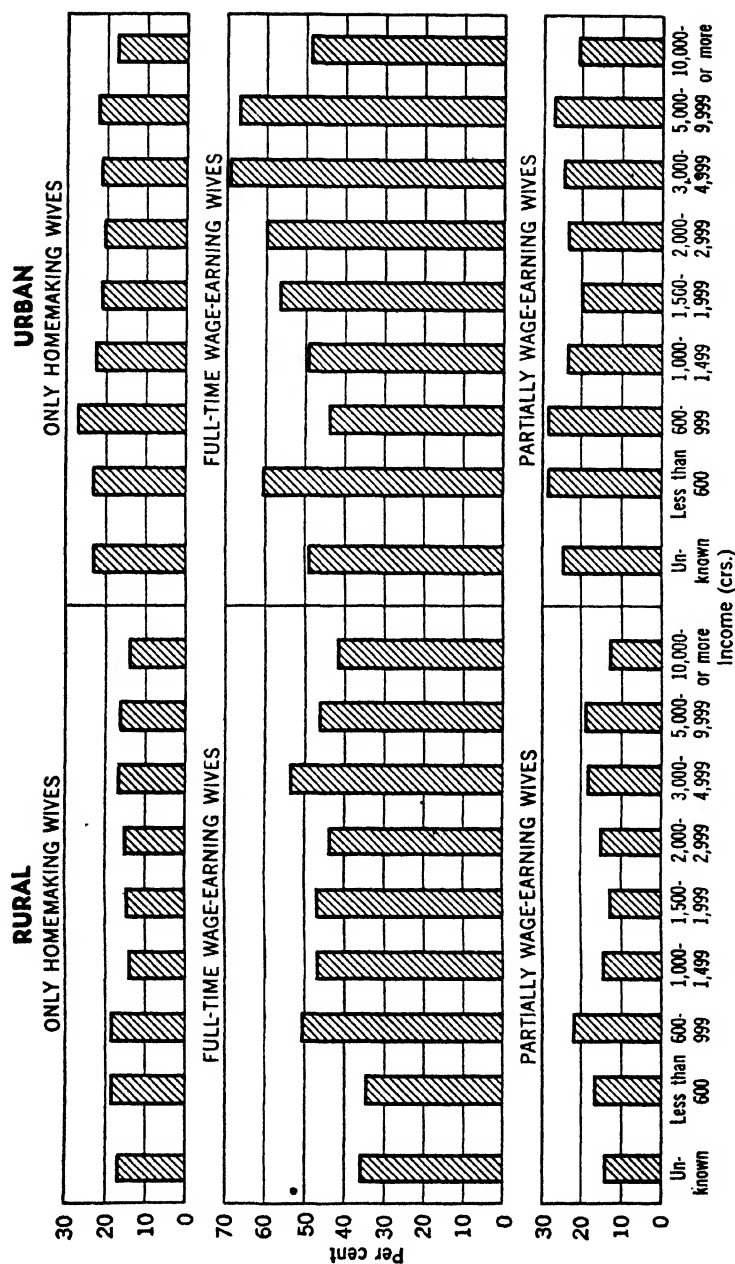 RURAL
URBAN
ONLY HOMEMAKING WIVES
ONLY HOMEMAKING WIVES
30
20
10
0
FULL-TIME WAGE-EARNING WIVES
FULL-TIME WAGE-EARNING WIVES
Per cent
70
60
50
40
30
20
10
0
PARTIALLY WAGE-EARNING WIVES
PARTIALLY WAGE-EARNING WIVES
30
20
10
0
Un- Less than 600- 1,000- 1,500- 2,000- 3,000- 5,000- 10,000- Un- Less than 600- 1,000- 1,500- 2,000- 3,000- 5,000- 10,000-
known 600 999 1,499 1,999 2,999 4,999 9,999 or more known 600 999 1,499 1,999 2,999 4,999 9,999 or more
Income (crs.)